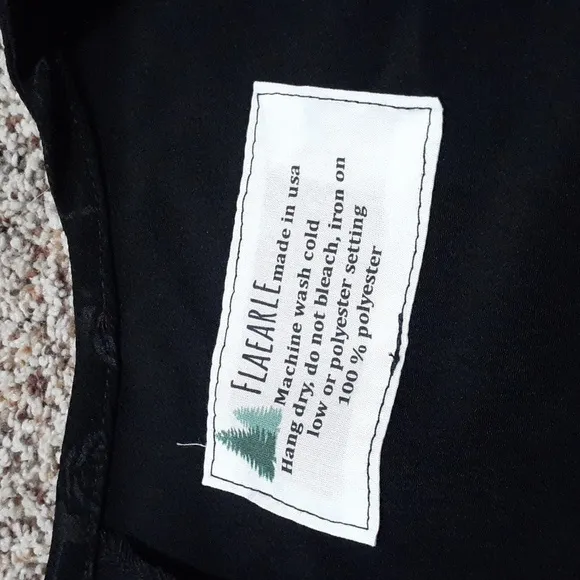 FLAEARLE made in usa
Machine wash cold
Hang dry, do not bleach, iron on
low or polyester setting
100 % polyester